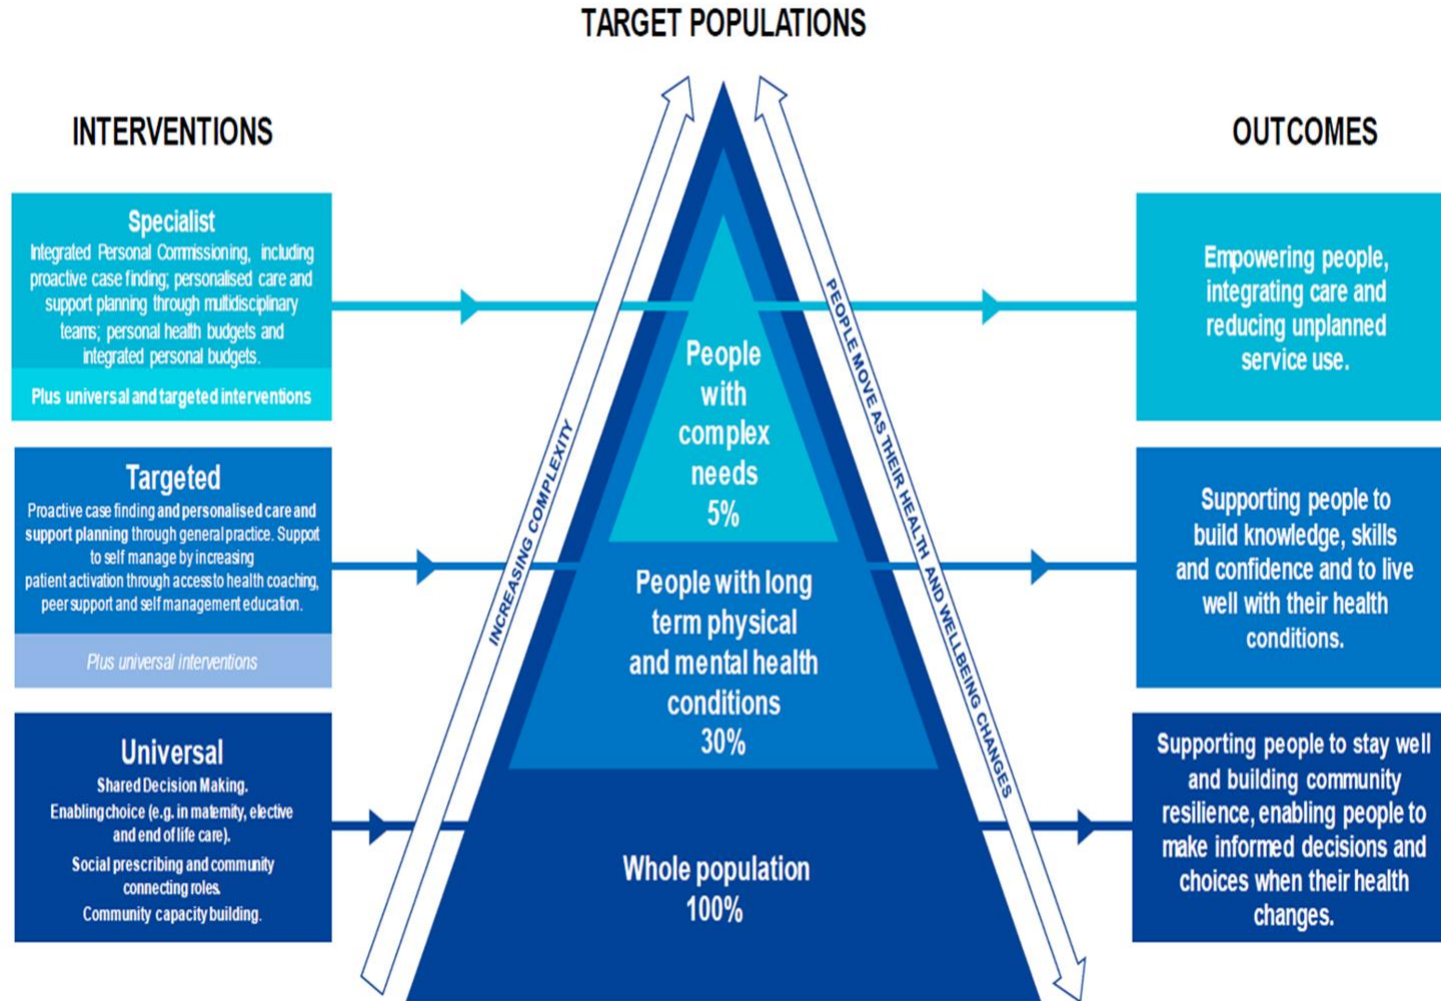 TARGET POPULATIONS
INTERVENTIONS
Specialist
Integrated Personal Commissioning, including
proactive case finding; personalised care and
support planning through multidisciplinary
teams; personal health budgets and
integrated personal budgets.
Plus universal and targeted interventions
Targeted
Proactive case finding and personalised care and
support planning through general practice. Support
to self manage by increasing
patient activation through access to health coaching,
peer support and self management education.
Plus universal interventions
Universal
Shared Decision Making.
Enabling choice (e.g. in maternity, elective
and end of life care).
Social prescribing and community
connecting roles.
Community capacity building.
INCREASING COMPLEXITY
People
with
complex
needs
5%
People with long
term physical
and mental health
conditions
30%
Whole population
100%
PEOPLE MOVE AS THEIR HEALTH AND WELLBEING CHANGES
OUTCOMES
Empowering people,
integrating care and
reducing unplanned
service use.
Supporting people to
build knowledge, skills
and confidence and to live
well with their health
conditions.
Supporting people to stay well
and building community
resilience, enabling people to
make informed decisions and
choices when their health
changes.